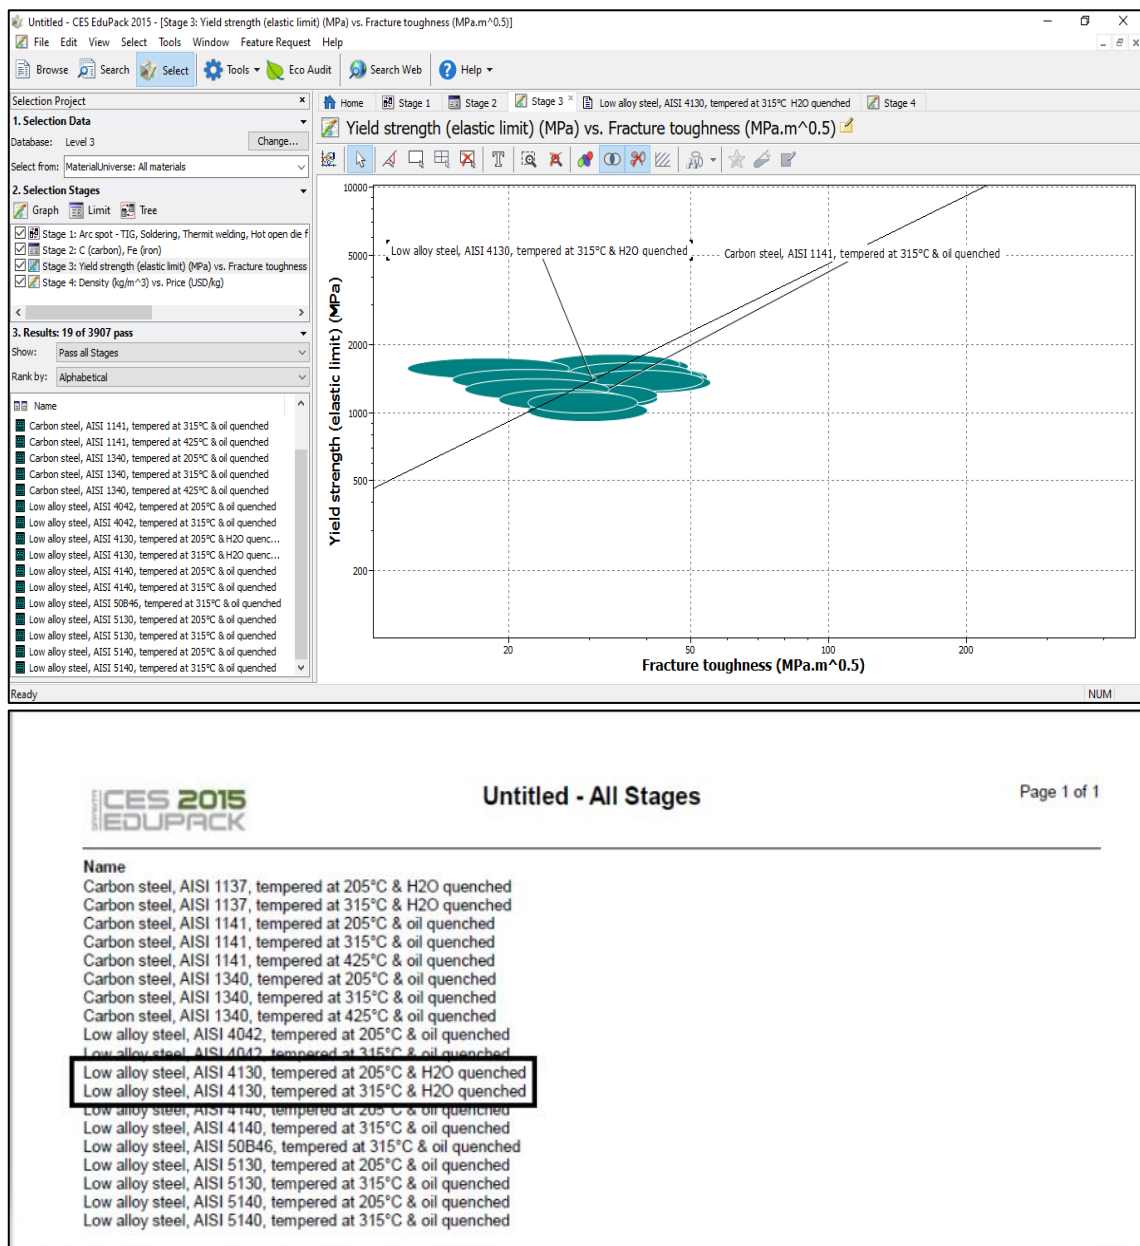 Untitled - CES EduPack 2015 - [Stage 3: Yield strength (elastic limit) (MPa) vs. Fracture toughness (MPa.m^0.5)]
File Edit View Select Tools Window Feature Request Help
Browse Search Select Tools Eco Audit Search Web Help
Selection Project
1. Selection Data
Database: Level 3 Change...
Select from: MaterialUniverse: All materials
2. Selection Stages
Graph Limit Tree
Stage 1: Arc spot - TIG, Soldering, Thermit welding, Hot open die f
Stage 2: C (carbon), Fe (iron)
Stage 3: Yield strength (elastic limit) (MPa) vs. Fracture toughness
Stage 4: Density (kg/m^3) vs. Price (USD/kg)
3. Results: 19 of 3907 pass
Show: Pass all Stages
Rank by: Alphabetical
Name
Carbon steel, AISI 1141, tempered at 315°C & oil quenched
Carbon steel, AISI 1141, tempered at 425°C & oil quenched
Carbon steel, AISI 1340, tempered at 205°C & oil quenched
Carbon steel, AISI 1340, tempered at 315°C & oil quenched
Carbon steel, AISI 1340, tempered at 425°C & oil quenched
Low alloy steel, AISI 4042, tempered at 205°C & oil quenched
Low alloy steel, AISI 4042, tempered at 315°C & oil quenched
Low alloy steel, AISI 4130, tempered at 205°C & H2O quenc...
Low alloy steel, AISI 4130, tempered at 315°C & H2O quenc...
Low alloy steel, AISI 4140, tempered at 205°C & oil quenched
Low alloy steel, AISI 4140, tempered at 315°C & oil quenched
Low alloy steel, AISI 50B46, tempered at 315°C & oil quenched
Low alloy steel, AISI 5130, tempered at 205°C & oil quenched
Low alloy steel, AISI 5130, tempered at 315°C & oil quenched
Low alloy steel, AISI 5140, tempered at 205°C & oil quenched
Low alloy steel, AISI 5140, tempered at 315°C & oil quenched
Home Stage 1 Stage 2 Stage 3 Low alloy steel, AISI 4130, tempered at 315°C H2O quenched Stage 4
Yield strength (elastic limit) (MPa) vs. Fracture toughness (MPa.m^0.5)
Yield strength (elastic limit) (MPa)
10000
5000
2000
1000
500
200
Low alloy steel, AISI 4130, tempered at 315°C & H2O quenched
Carbon steel, AISI 1141, tempered at 315°C & oil quenched
20 50 100 200
Fracture toughness (MPa.m^0.5)
Ready NUM
CES 2015
EDUPACK
Untitled - All Stages
Page 1 of 1
Name
Carbon steel, AISI 1137, tempered at 205°C & H2O quenched
Carbon steel, AISI 1137, tempered at 315°C & H2O quenched
Carbon steel, AISI 1141, tempered at 205°C & oil quenched
Carbon steel, AISI 1141, tempered at 315°C & oil quenched
Carbon steel, AISI 1141, tempered at 425°C & oil quenched
Carbon steel, AISI 1340, tempered at 205°C & oil quenched
Carbon steel, AISI 1340, tempered at 315°C & oil quenched
Carbon steel, AISI 1340, tempered at 425°C & oil quenched
Low alloy steel, AISI 4042, tempered at 205°C & oil quenched
Low alloy steel, AISI 4042, tempered at 315°C & oil quenched
Low alloy steel, AISI 4130, tempered at 205°C & H2O quenched
Low alloy steel, AISI 4130, tempered at 315°C & H2O quenched
Low alloy steel, AISI 4140, tempered at 205°C & oil quenched
Low alloy steel, AISI 4140, tempered at 315°C & oil quenched
Low alloy steel, AISI 50B46, tempered at 315°C & oil quenched
Low alloy steel, AISI 5130, tempered at 205°C & oil quenched
Low alloy steel, AISI 5130, tempered at 315°C & oil quenched
Low alloy steel, AISI 5140, tempered at 205°C & oil quenched
Low alloy steel, AISI 5140, tempered at 315°C & oil quenched